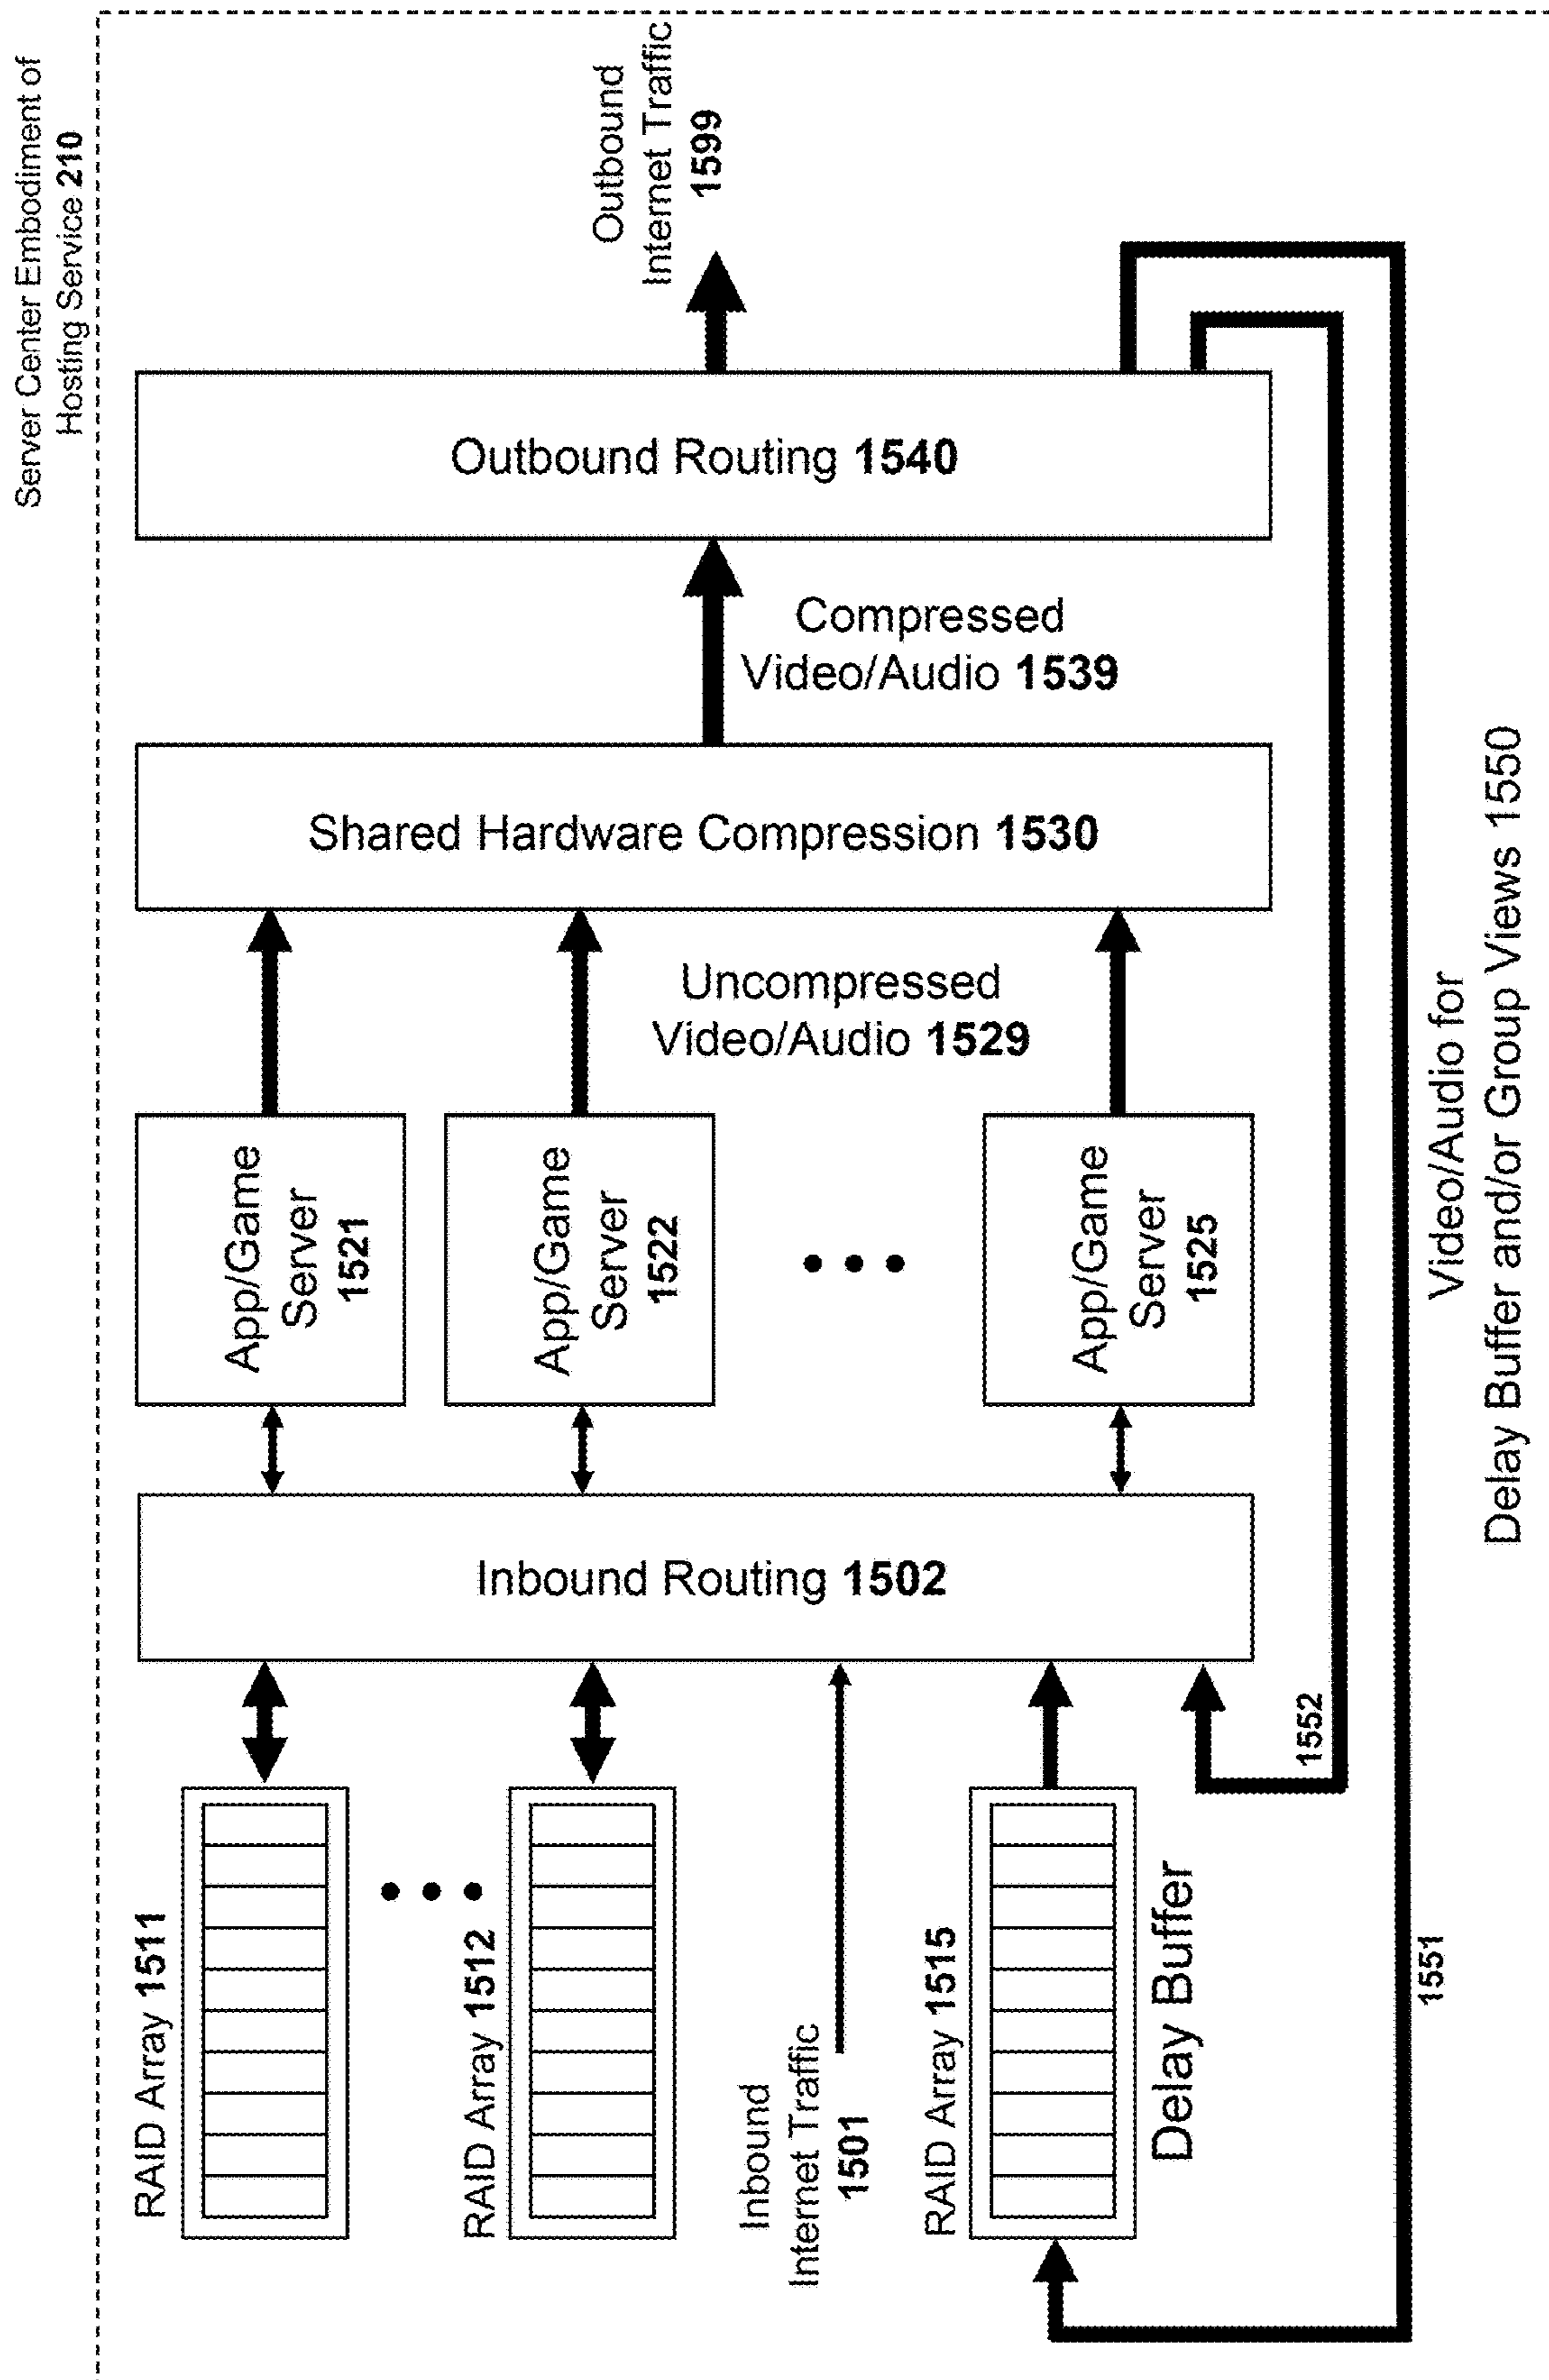 Server Center Embodiment of
Hosting Service 210
RAID Array 1511
RAID Array 1512
Inbound
Internet Traffic
1501
RAID Array 1515
Delay Buffer
Inbound Routing 1502
App/Game
Server
1521
App/Game
Server
1522
App/Game
Server
1525
Uncompressed
Video/Audio 1529
Shared Hardware Compression 1530
Compressed
Video/Audio 1539
Outbound Routing 1540
Outbound
Internet Traffic
1599
1552
1551
Video/Audio for
Delay Buffer and/or Group Views 1550